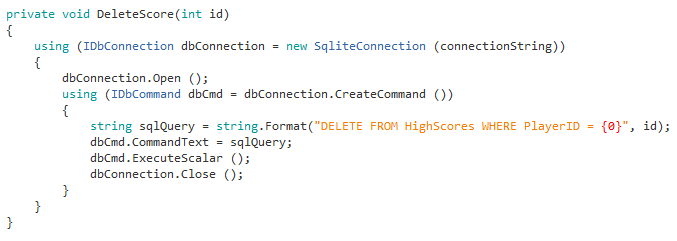 private void DeleteScore(int id)
{
    using (IDbConnection dbConnection = new SqliteConnection (connectionString))
    {
        dbConnection.Open ();
        using (IDbCommand dbCmd = dbConnection.CreateCommand ())
        {
            string sqlQuery = string.Format("DELETE FROM HighScores WHERE PlayerID = {0}", id);
            dbCmd.CommandText = sqlQuery;
            dbCmd.ExecuteScalar ();
            dbConnection.Close ();
        }
    }
}